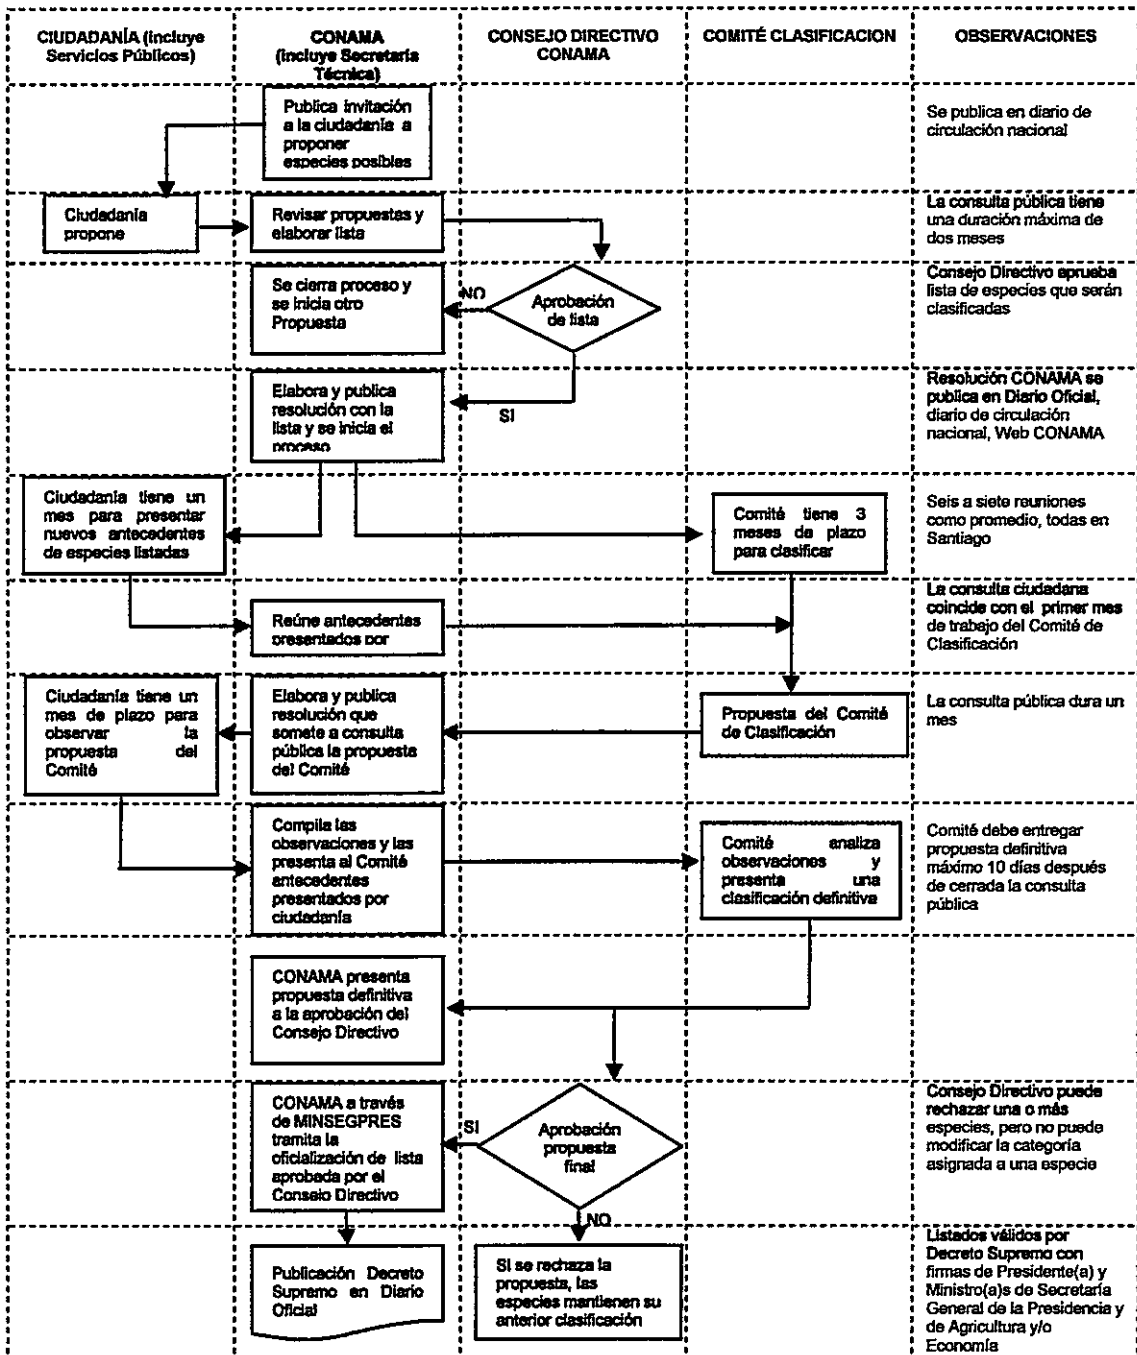 CIUDADANÍA (incluye
Servicios Públicos)
CONAMA
(incluye Secretaría
Técnica)
CONSEJO DIRECTIVO
CONAMA
COMITÉ CLASIFICACION
OBSERVACIONES
Publica invitación
a la ciudadanía a
proponer
especies posibles
Se publica en diario de
circulación nacional
Ciudadanía
propone
Revisar propuestas y
elaborar lista
La consulta pública tiene
una duración máxima de
dos meses
Se cierra proceso y
se inicia otro
Propuesta
NO
Aprobación
de lista
Consejo Directivo aprueba
lista de especies que serán
clasificadas
Elabora y publica
resolución con la
lista y se inicia el
proceso
SI
Resolución CONAMA se
publica en Diario Oficial,
diario de circulación
nacional, Web CONAMA
Ciudadanía tiene un
mes para presentar
nuevos antecedentes
de especies listadas
Comité tiene 3
meses de plazo
para clasificar
Seis a siete reuniones
como promedio, todas en
Santiago
Reúne antecedentes
presentados por
La consulta ciudadana
coincide con el primer mes
de trabajo del Comité de
Clasificación
Ciudadanía tiene un
mes de plazo para
observar la
propuesta del
Comité
Elabora y publica
resolución que
somete a consulta
pública la propuesta
del Comité
Propuesta del Comité
de Clasificación
La consulta pública dura un
mes
Compila las
observaciones y las
presenta al Comité
antecedentes
presentados por
ciudadanía
Comité analiza
observaciones y
presenta una
clasificación definitiva
Comité debe entregar
propuesta definitiva
máximo 10 días después
de cerrada la consulta
pública
CONAMA presenta
propuesta definitiva
a la aprobación del
Consejo Directivo
CONAMA a través
de MINSEGPRES
tramita la
oficialización de lista
aprobada por el
Consejo Directivo
SI
Aprobación
propuesta
final
Consejo Directivo puede
rechazar una o más
especies, pero no puede
modificar la categoría
asignada a una especie
NO
Publicación Decreto
Supremo en Diario
Oficial
SI se rechaza la
propuesta, las
especies mantienen su
anterior clasificación
Listados válidos por
Decreto Supremo con
firmas de Presidente(a) y
Ministro(a)s de Secretaría
General de la Presidencia y
de Agricultura y/o
Economía